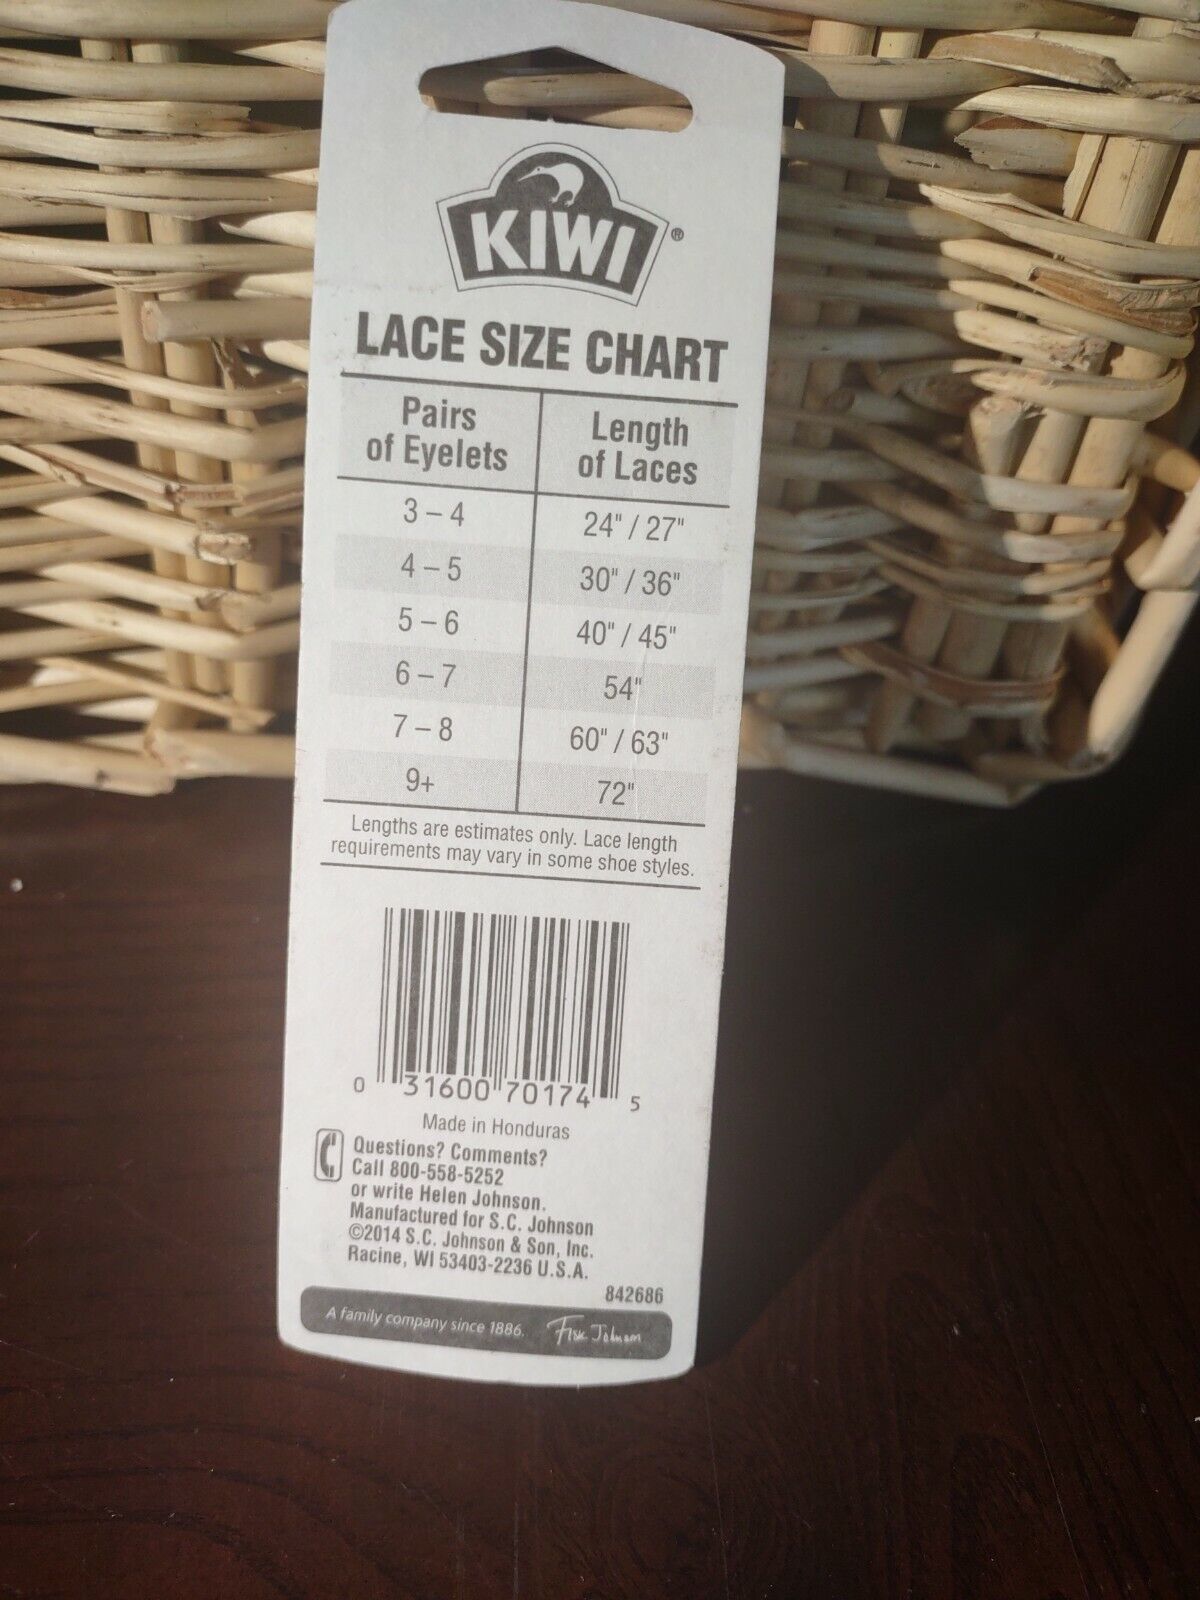 KIWI®
LACE SIZE CHART
Pairs of Eyelets Length of Laces
3 – 4 24" / 27"
4 – 5 30" / 36"
5 – 6 40" / 45"
6 – 7 54"
7 – 8 60" / 63"
9+ 72"
Lengths are estimates only. Lace length
requirements may vary in some shoe styles.
0 31600 70174 5
Made in Honduras
Questions? Comments?
Call 800-558-5252
or write Helen Johnson.
Manufactured for S.C. Johnson
©2014 S.C. Johnson & Son, Inc.
Racine, WI 53403-2236 U.S.A.
842686
A family company since 1886. Fisk Johnson